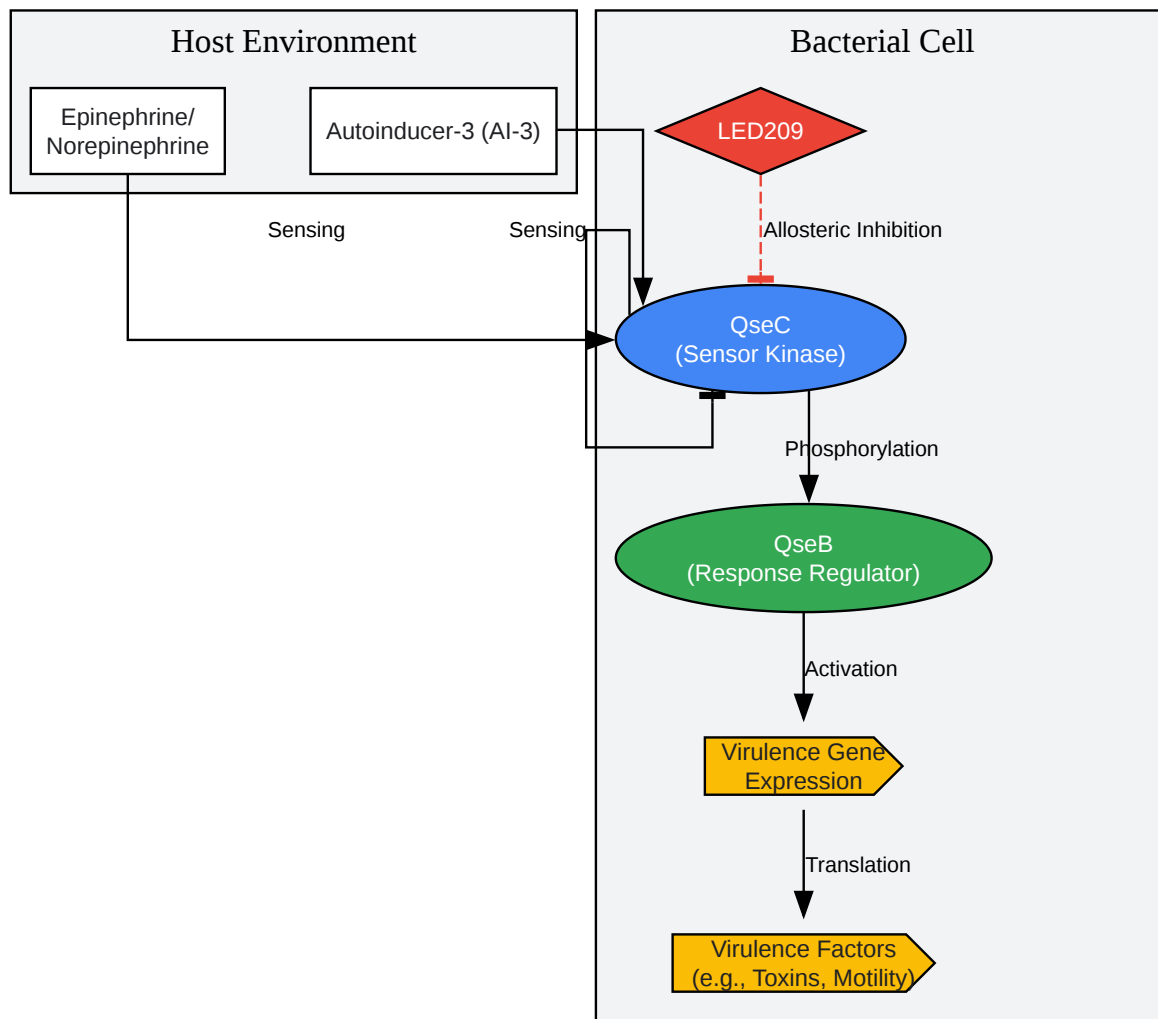 Host Environment
Bacterial Cell
Epinephrine/
Norepinephrine
Autoinducer-3 (AI-3)
LED209
Sensing
Sensing
Allosteric Inhibition
QseC
(Sensor Kinase)
Phosphorylation
QseB
(Response Regulator)
Activation
Virulence Gene
Expression
Translation
Virulence Factors
(e.g., Toxins, Motility)